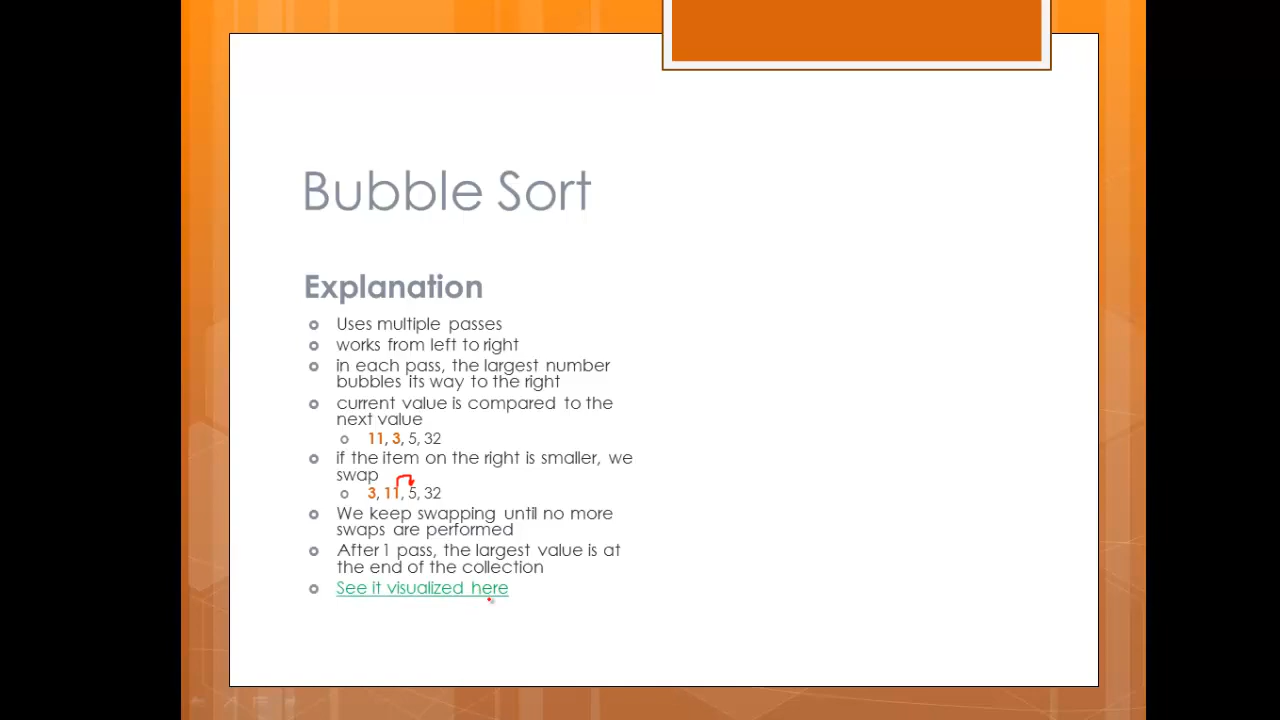 Bubble Sort
Explanation
Uses multiple passes
works from left to right
in each pass, the largest number
bubbles its way to the right
current value is compared to the
next value
11, 3, 5, 32
if the item on the right is smaller, we
swap
3, 11, 5, 32
We keep swapping until no more
swaps are performed
After 1 pass, the largest value is at
the end of the collection
See it visualized here